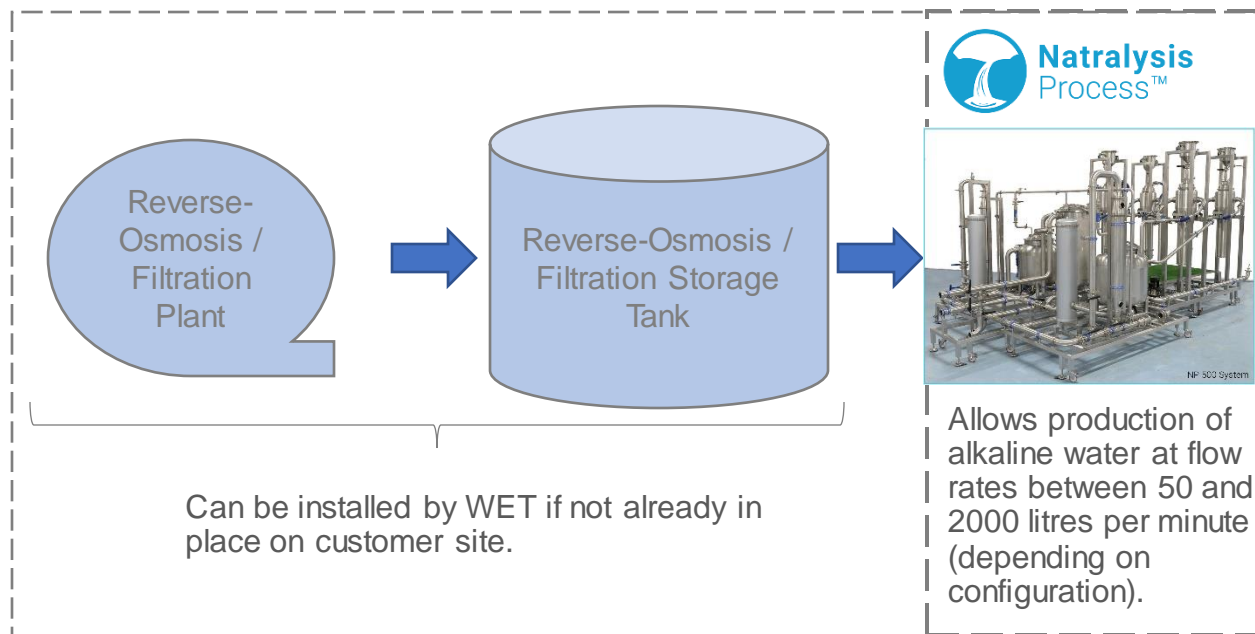 Natralysis
Process™
Reverse-
Osmosis /
Filtration
Plant
Reverse-Osmosis /
Filtration Storage
Tank
NP 500 System
Can be installed by WET if not already in
place on customer site.
Allows production of
alkaline water at flow
rates between 50 and
2000 litres per minute
(depending on
configuration).